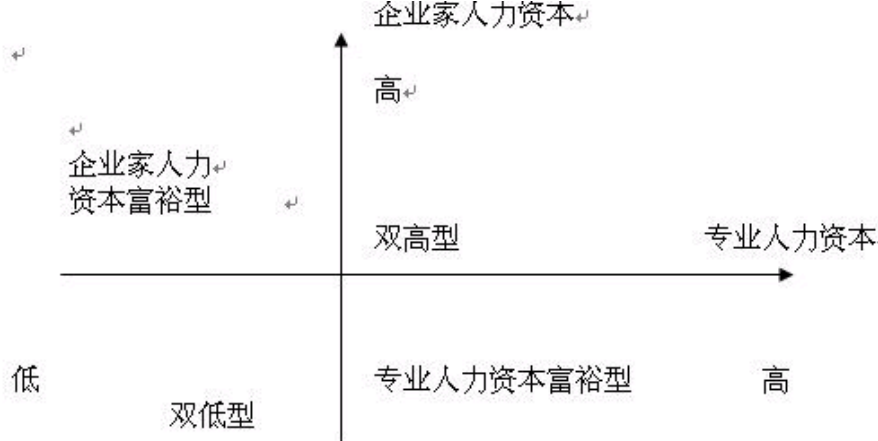 企业家人力资本
高
企业家人力
资本富裕型
双高型
专业人力资本
低
专业人力资本富裕型
高
双低型